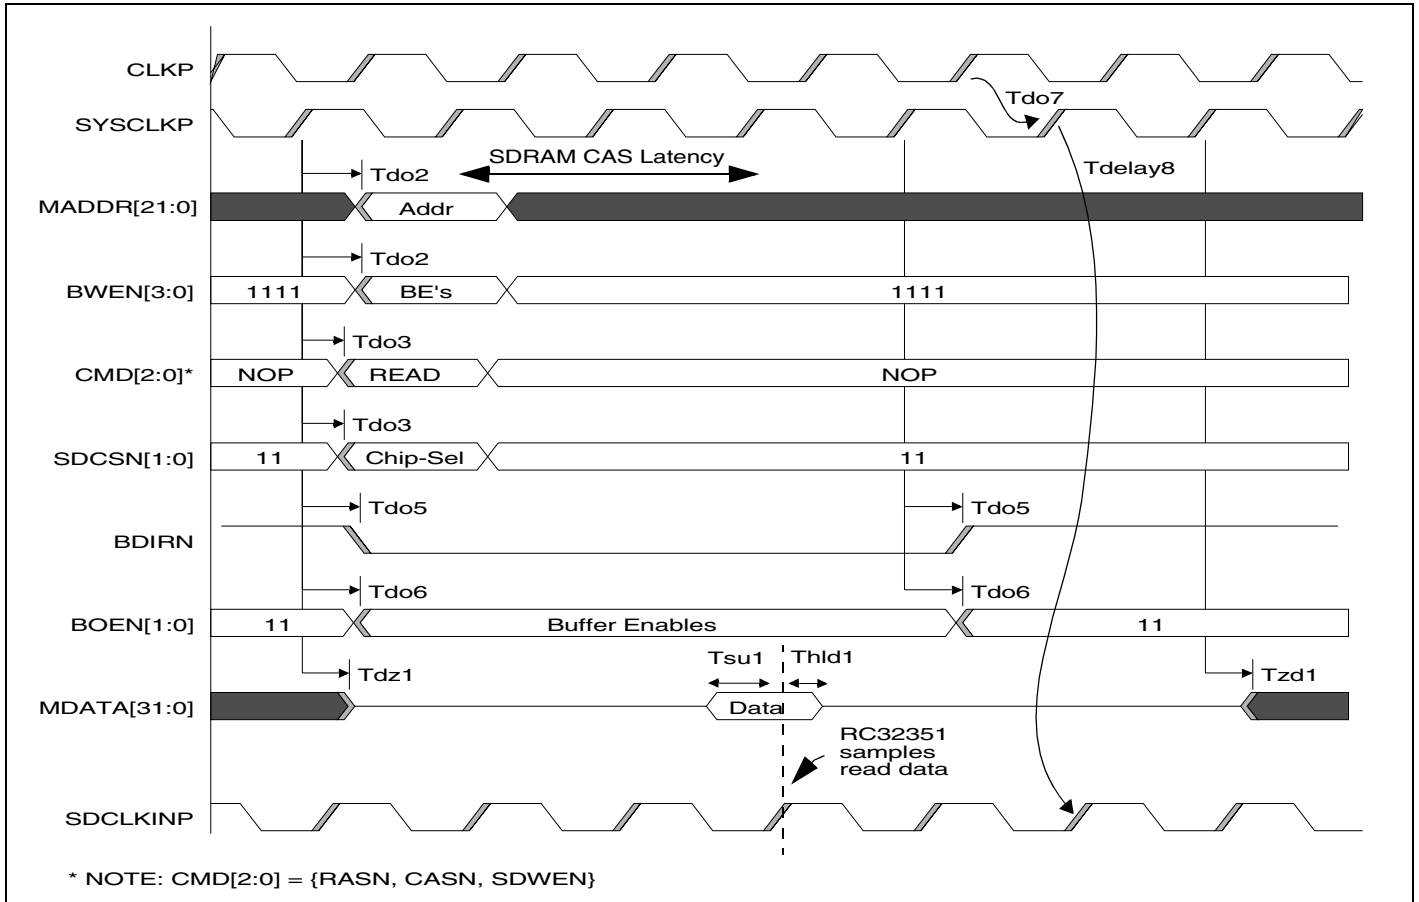 CLKP
Tdo7
SYSCLKP
SDRAM CAS Latency
Tdo2
Tdelay8
MADDR[21:0]
Addr
Tdo2
BWEN[3:0]
1111
BE's
1111
Tdo3
CMD[2:0]*
NOP
READ
NOP
Tdo3
SDCSN[1:0]
11
Chip-Sel
11
Tdo5
Tdo5
BDIRN
Tdo6
Tdo6
BOEN[1:0]
11
Buffer Enables
11
Tsu1
Thld1
Tdz1
Tzd1
MDATA[31:0]
Data
RC32351
samples
read data
SDCLKINP
* NOTE: CMD[2:0] = {RASN, CASN, SDWEN}